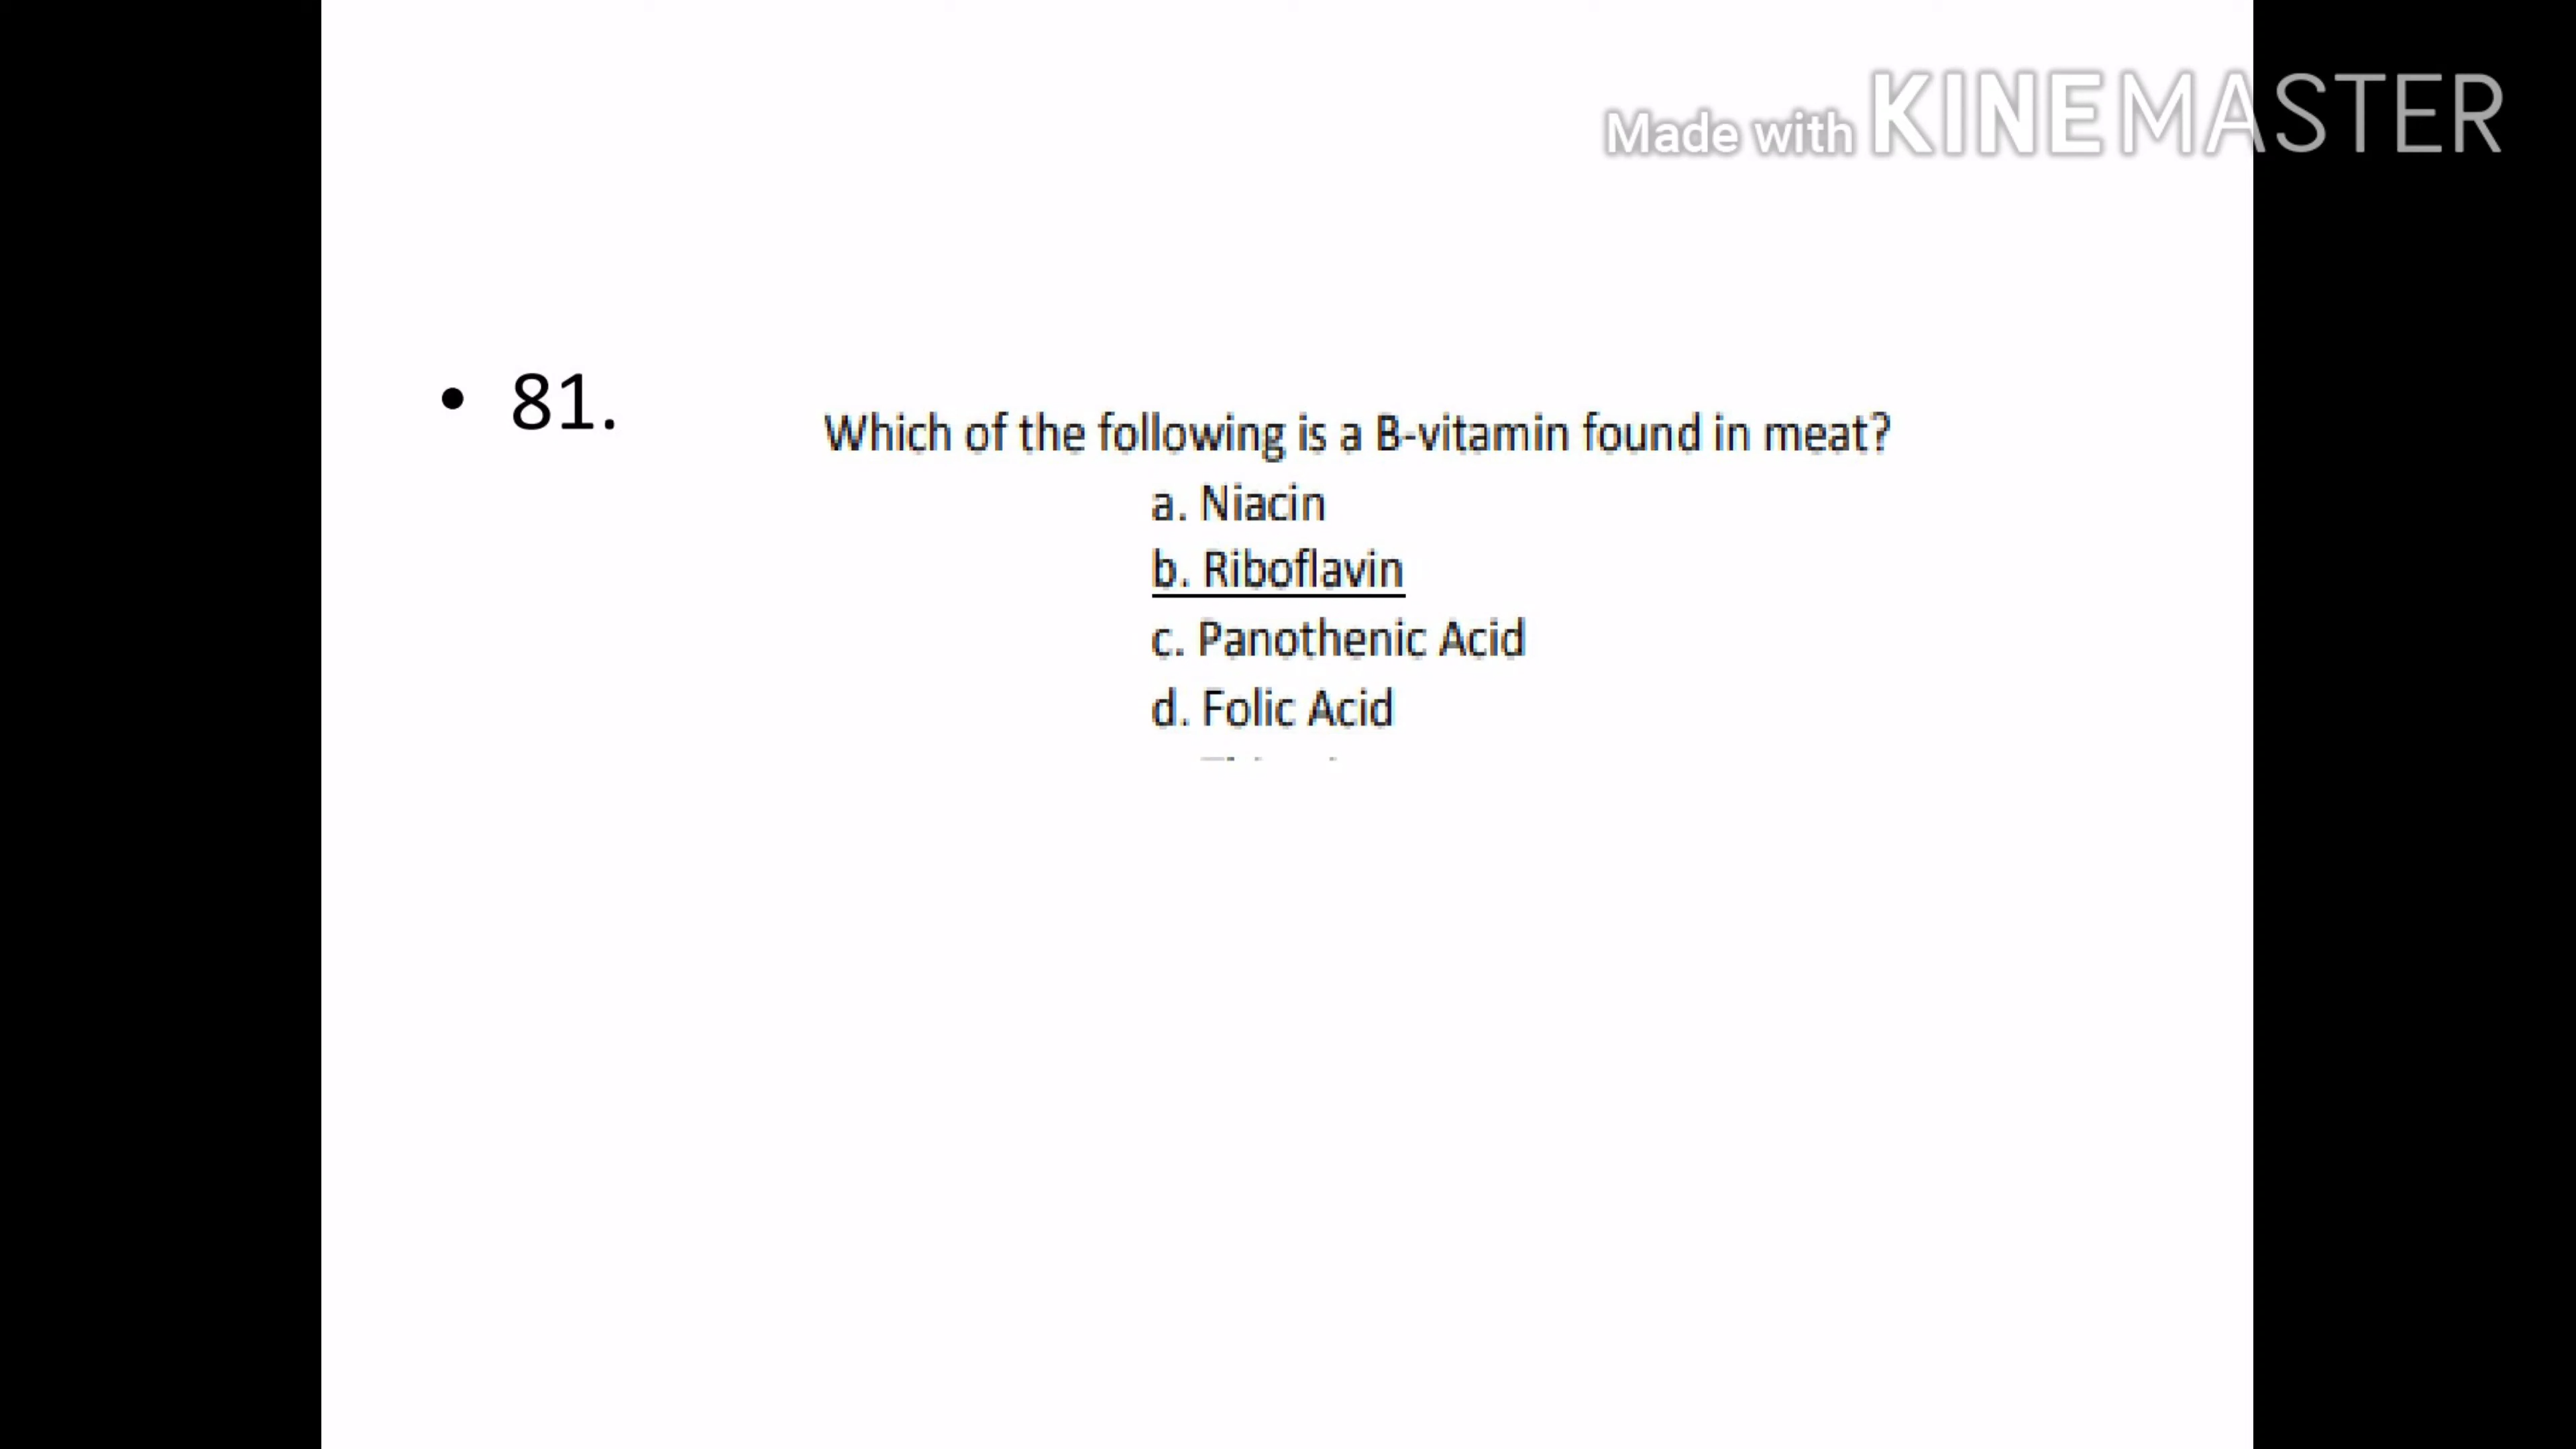 Made with KINEMASTER
• 81.
Which of the following is a B-vitamin found in meat?
a. Niacin
b. Riboflavin
c. Panothenic Acid
d. Folic Acid